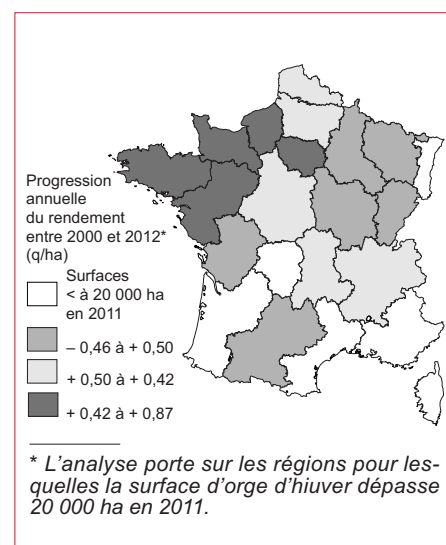 Progression
annuelle
du rendement
entre 2000 et 2012*
(q/ha)
Surfaces
< à 20 000 ha
en 2011
– 0,46 à + 0,50
+ 0,50 à + 0,42
+ 0,42 à + 0,87
* L'analyse porte sur les régions pour les-
quelles la surface d'orge d'hiuver dépasse
20 000 ha en 2011.